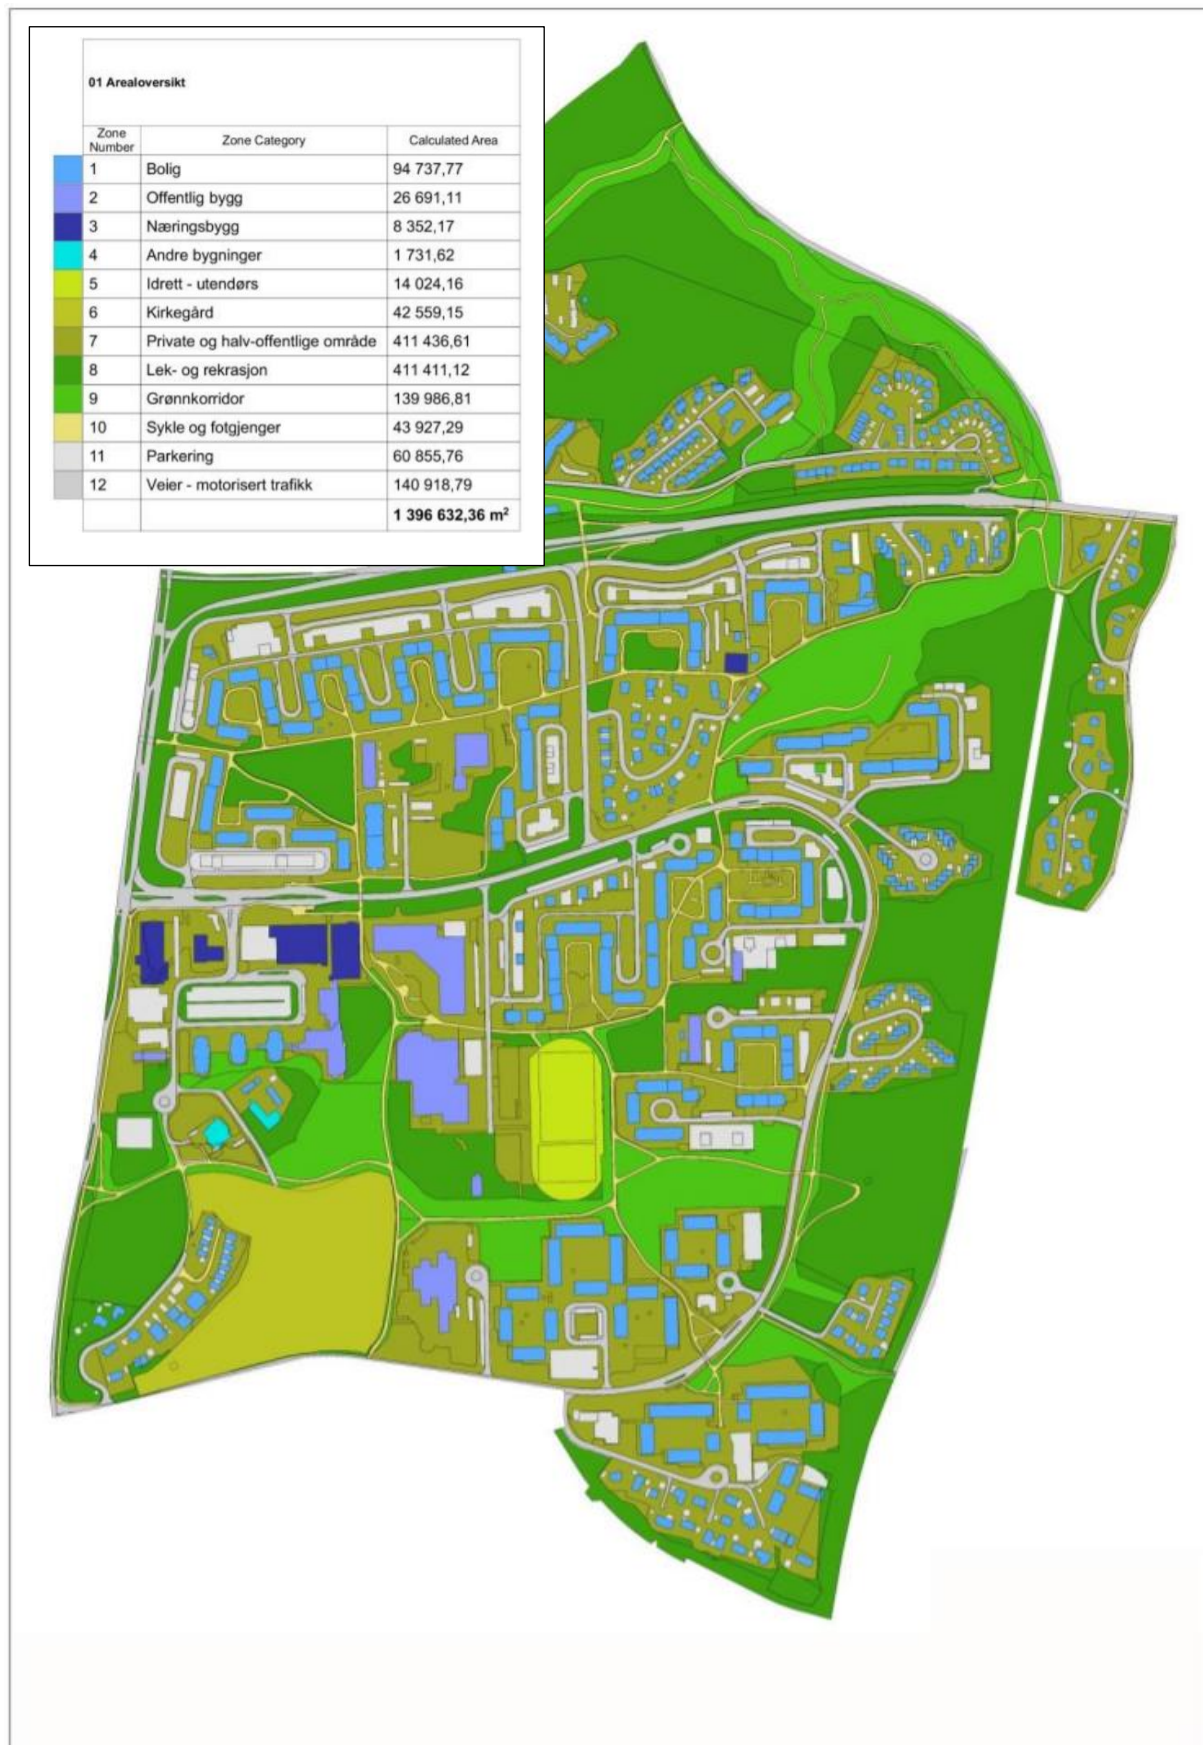 01 Arealoversikt
Zone Number Zone Category Calculated Area
1 Bolig 94 737,77
2 Offentlig bygg 26 691,11
3 Næringsbygg 8 352,17
4 Andre bygninger 1 731,62
5 Idrett - utendørs 14 024,16
6 Kirkegård 42 559,15
7 Private og halv-offentlige område 411 436,61
8 Lek- og rekrasjon 411 411,12
9 Grønnkorridor 139 986,81
10 Sykle og fotgjenger 43 927,29
11 Parkering 60 855,76
12 Veier - motorisert trafikk 140 918,79
1 396 632,36 m²